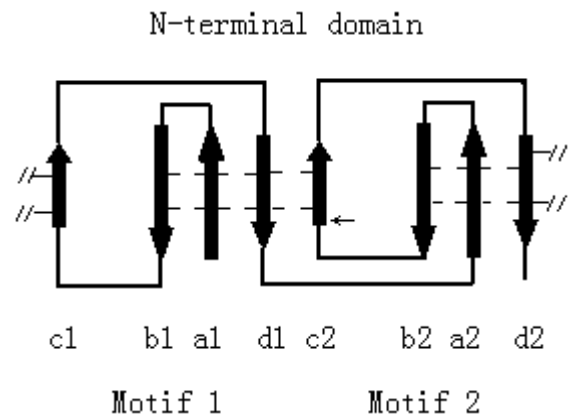 N-terminal domain
c1 b1 a1 d1 c2 b2 a2 d2
Motif 1 Motif 2